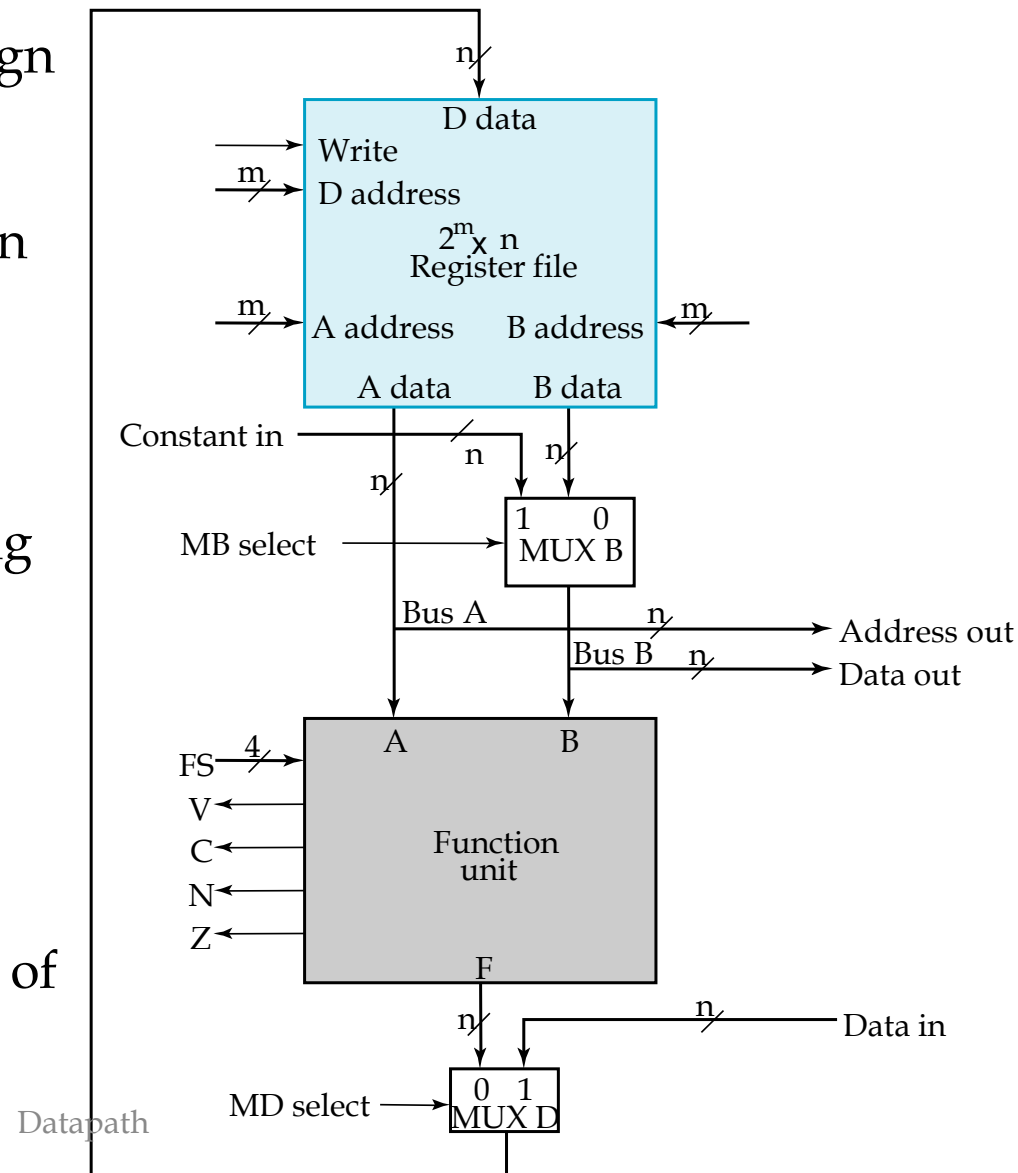 gn
n
D data
Write
m
D address
n
2^m x n
Register file
m
m
A address
B address
A data
B data
Constant in
n
n
n
g
1 0
MB select
MUX B
Bus A
n
Address out
Bus B
n
Data out
A
B
4
FS
V
C
Function
unit
N
Z
of
F
n
n
Data in
0 1
MD select
MUX D
Datapath